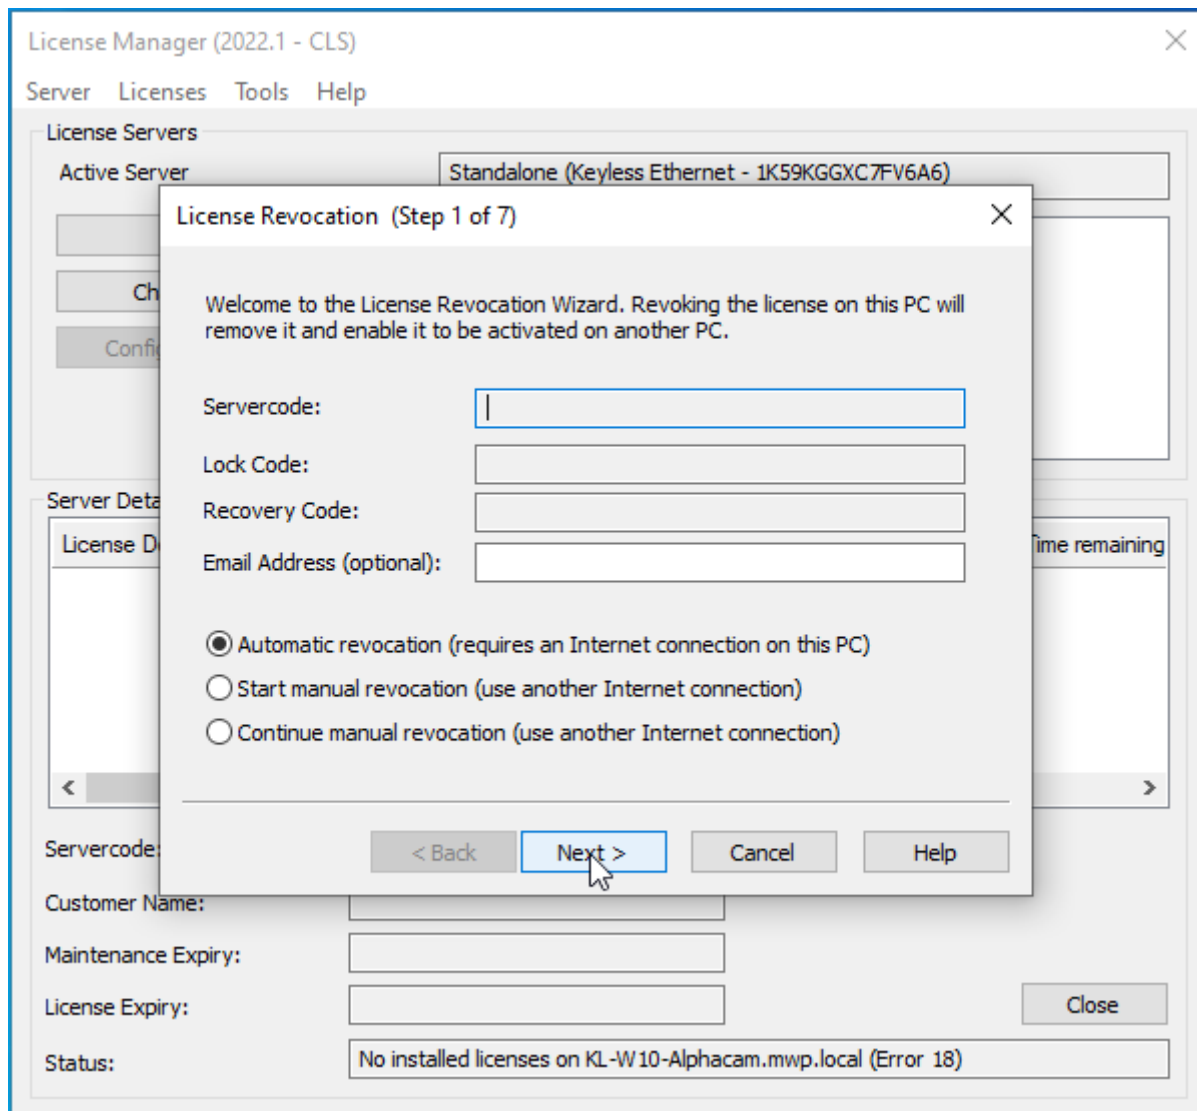 License Manager (2022.1 - CLS)
Server Licenses Tools Help
License Servers
Active Server
Standalone (Keyless Ethernet - 1K59KGGXC7FV6A6)
License Revocation (Step 1 of 7)
Ch
Config
Welcome to the License Revocation Wizard. Revoking the license on this PC will
remove it and enable it to be activated on another PC.
Servercode:
Lock Code:
Recovery Code:
Email Address (optional):
Automatic revocation (requires an Internet connection on this PC)
Start manual revocation (use another Internet connection)
Continue manual revocation (use another Internet connection)
< Back
Next >
Cancel
Help
Server Deta
License D
Time remaining
Servercode:
Customer Name:
Maintenance Expiry:
License Expiry:
Close
Status:
No installed licenses on KL-W10-Alphacam.mwp.local (Error 18)